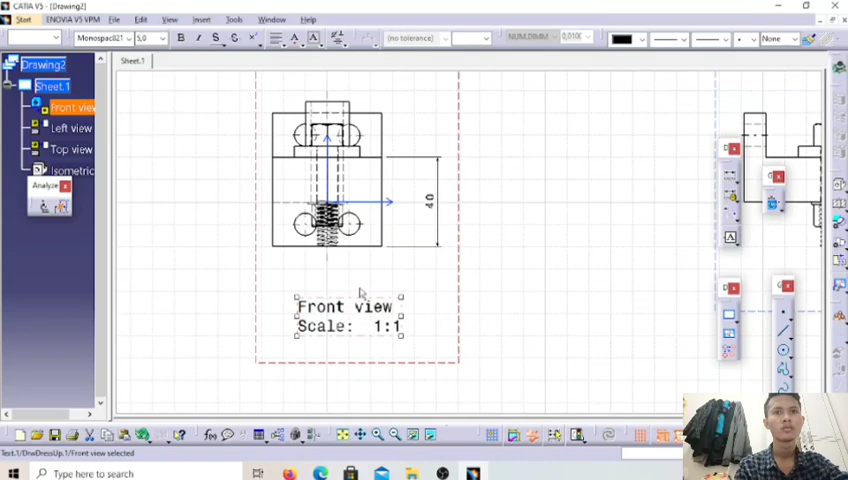 CATIA V5 - [Drawing2]
Start
ENOVIA V5 VPM
File
Edit
View
Insert
Tools
Window
Help
Monospac821
5,0
B
I
S
A
A
(no tolerance)
NUM.DIMM
0,0100
None
Drawing2
Sheet.1
Sheet.1
Front view
Left view
Top view
Isometric
Analyze x
40
Front view
Scale: 1:1
D x
G x
A
D x
G x
f(x)
Text.1/DrwDressUp.1/Front view selected
Type here to search